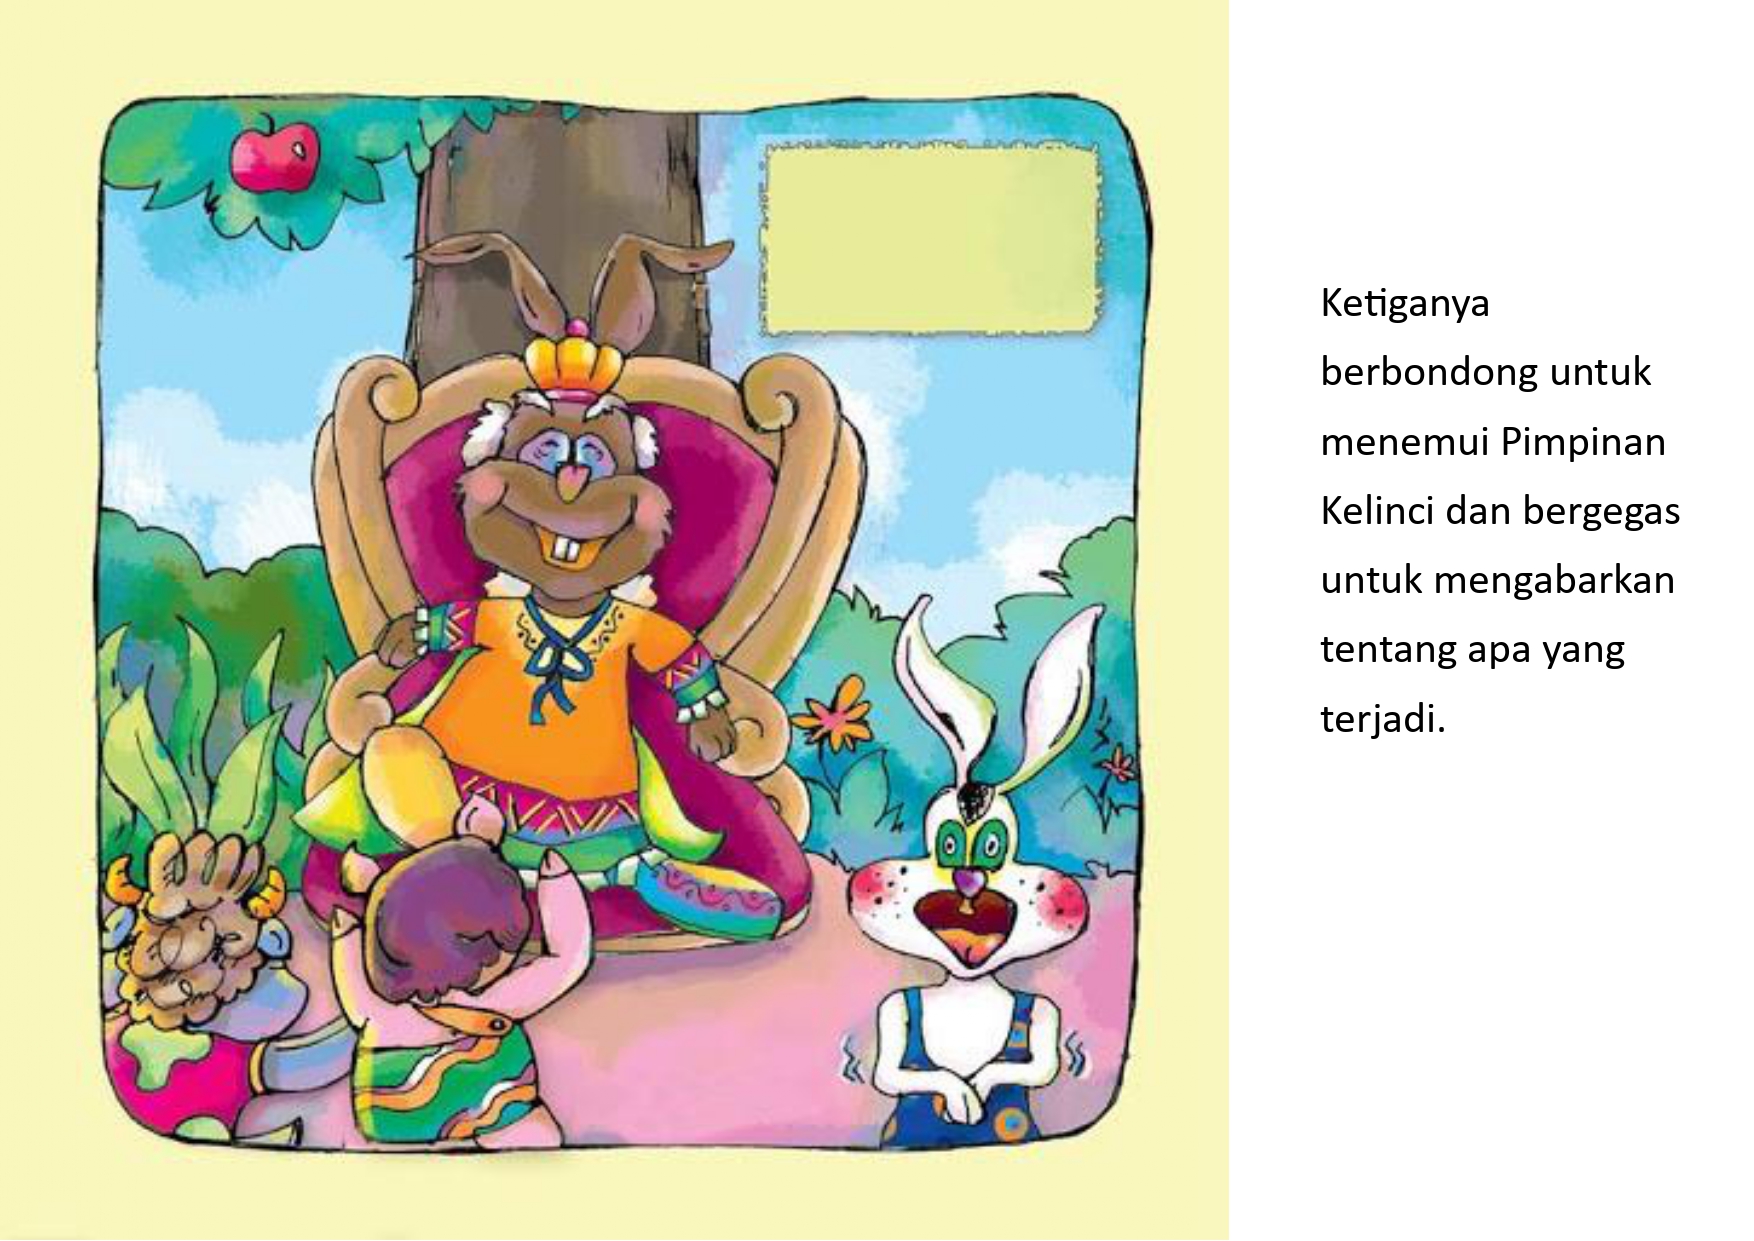 Ketiganya
berbondong untuk
menemui Pimpinan
Kelinci dan bergegas
untuk mengabarkan
tentang apa yang
terjadi.